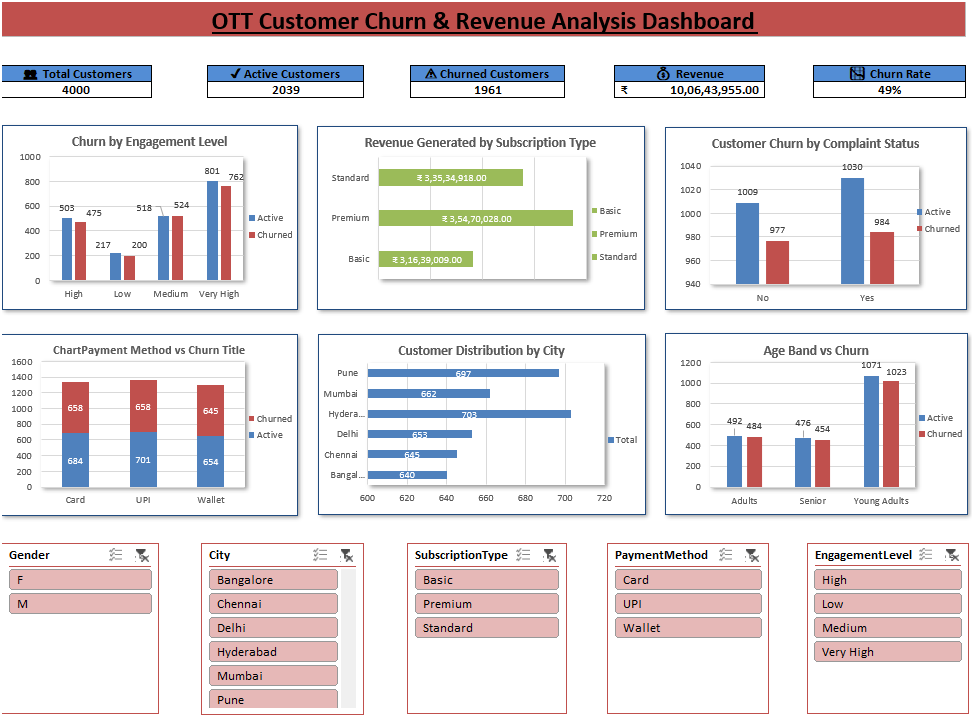 OTT Customer Churn & Revenue Analysis Dashboard
Total Customers
4000
Active Customers
2039
Churned Customers
1961
Revenue
₹ 10,06,43,955.00
Churn Rate
49%
Churn by Engagement Level
1000
800
600
400
200
0
503
475
217
200
518
524
801
762
High
Low
Medium
Very High
Active
Churned
Revenue Generated by Subscription Type
Standard
₹ 3,35,34,918.00
Premium
₹ 3,54,70,028.00
Basic
₹ 3,16,39,009.00
Basic
Premium
Standard
Customer Churn by Complaint Status
1040
1020
1000
980
960
940
1009
977
1030
984
No
Yes
Active
Churned
ChartPayment Method vs Churn Title
1600
1400
1200
1000
800
600
400
200
0
658
658
645
684
701
654
Card
UPI
Wallet
Churned
Active
Customer Distribution by City
Pune
697
Mumbai
662
Hydera...
703
Delhi
653
Chennai
645
Bangal...
640
600
620
640
660
680
700
720
Total
Age Band vs Churn
1200
1000
800
600
400
200
0
492
484
476
454
1071
1023
Adults
Senior
Young Adults
Active
Churned
Gender
F
M
City
Bangalore
Chennai
Delhi
Hyderabad
Mumbai
Pune
SubscriptionType
Basic
Premium
Standard
PaymentMethod
Card
UPI
Wallet
EngagementLevel
High
Low
Medium
Very High